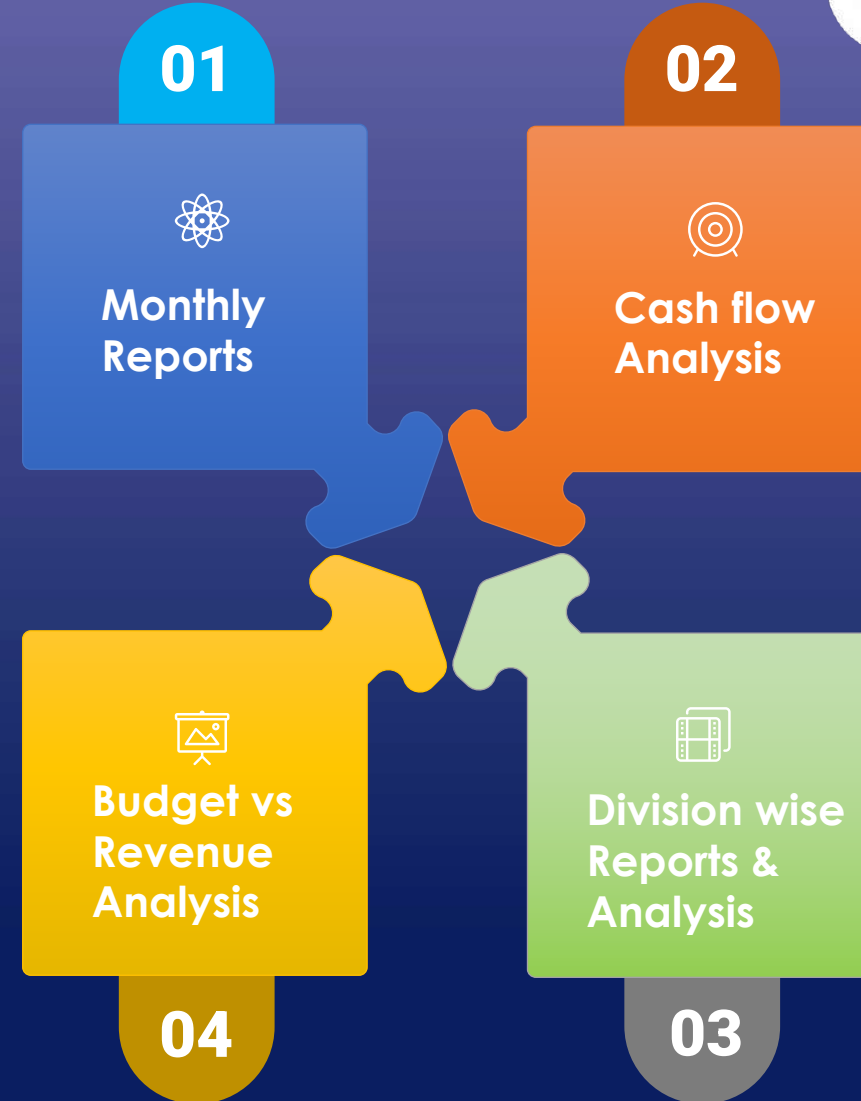 01
Monthly
Reports
02
Cash flow
Analysis
Budget vs
Revenue
Analysis
04
Division wise
Reports &
Analysis
03